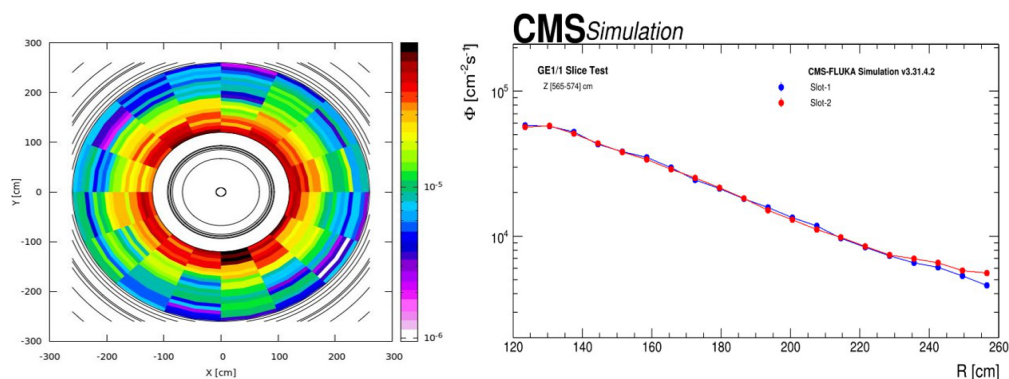 300
200
100
0
-100
-200
-300
Y [cm]
-300 -200 -100 0 100 200 300
X [cm]
10-5
10-6
CMS Simulation
GE1/1 Slice Test
Z [565-574] cm
CMS-FLUKA Simulation v3.31.4.2
Slot-1
Slot-2
Φ [cm-2s-1]
105
104
120 140 160 180 200 220 240 260
R [cm]